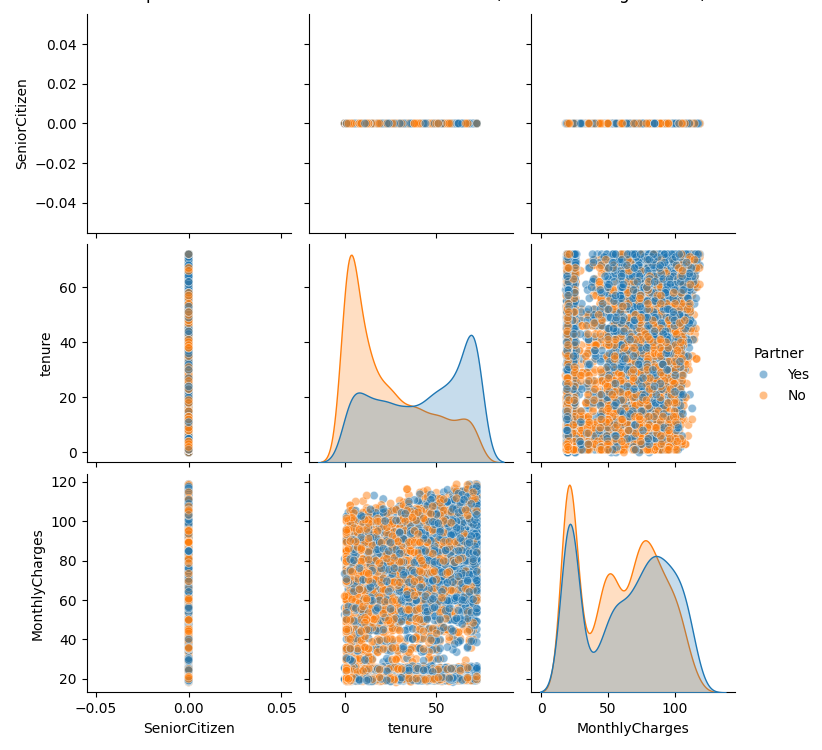 0.04
0.02
0.00
−0.02
−0.04
SeniorCitizen
60
40
20
0
tenure
Partner
Yes
No
120
100
80
60
40
20
MonthlyCharges
−0.05 0.00 0.05
0 50
0 50 100
SeniorCitizen
tenure
MonthlyCharges